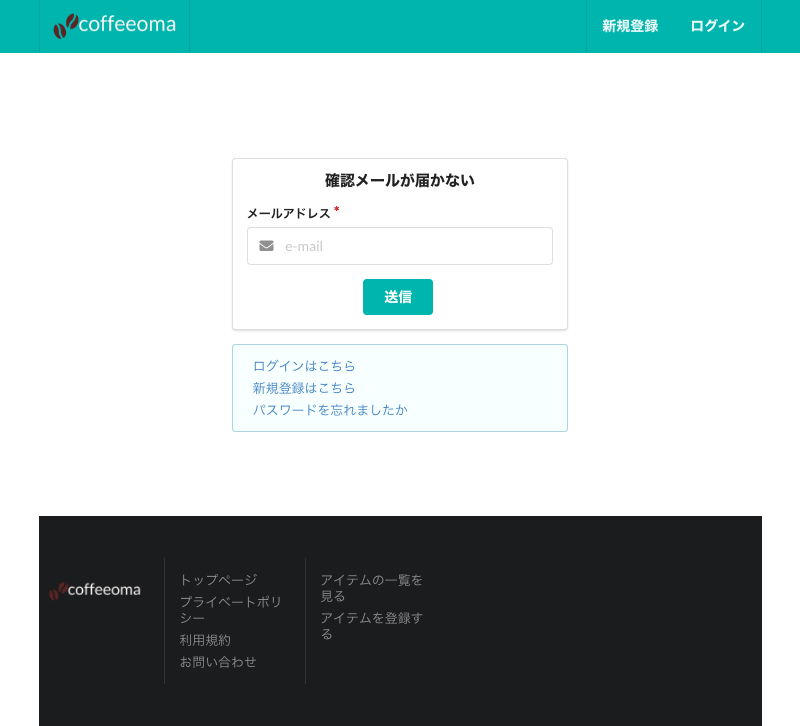 coffeeoma
新規登録
ログイン
確認メールが届かない
メールアドレス *
e-mail
送信
ログインはこちら
新規登録はこちら
パスワードを忘れましたか
coffeeoma
トップページ
プライベートポリ
シー
利用規約
お問い合わせ
アイテムの一覧を
見る
アイテムを登録す
る